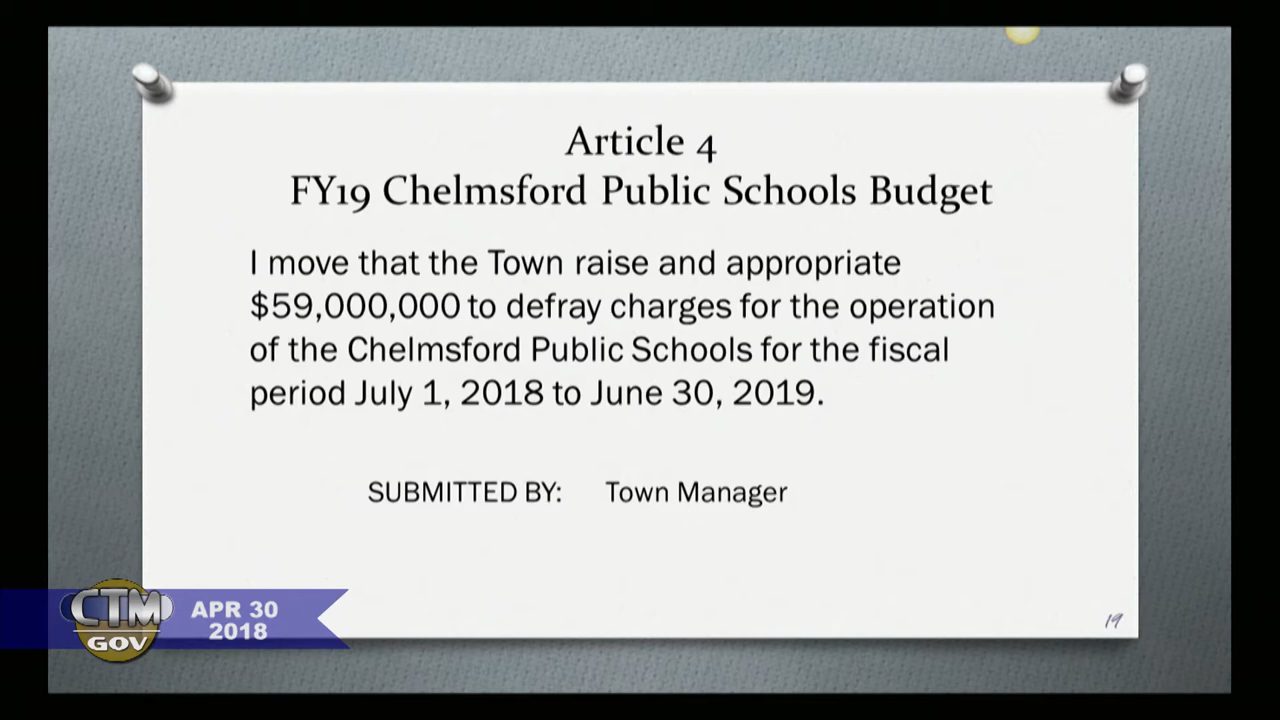 Article 4
FY19 Chelmsford Public Schools Budget
I move that the Town raise and appropriate
$59,000,000 to defray charges for the operation
of the Chelmsford Public Schools for the fiscal
period July 1, 2018 to June 30, 2019.
SUBMITTED BY: Town Manager
19
CTM
GOV
APR 30
2018